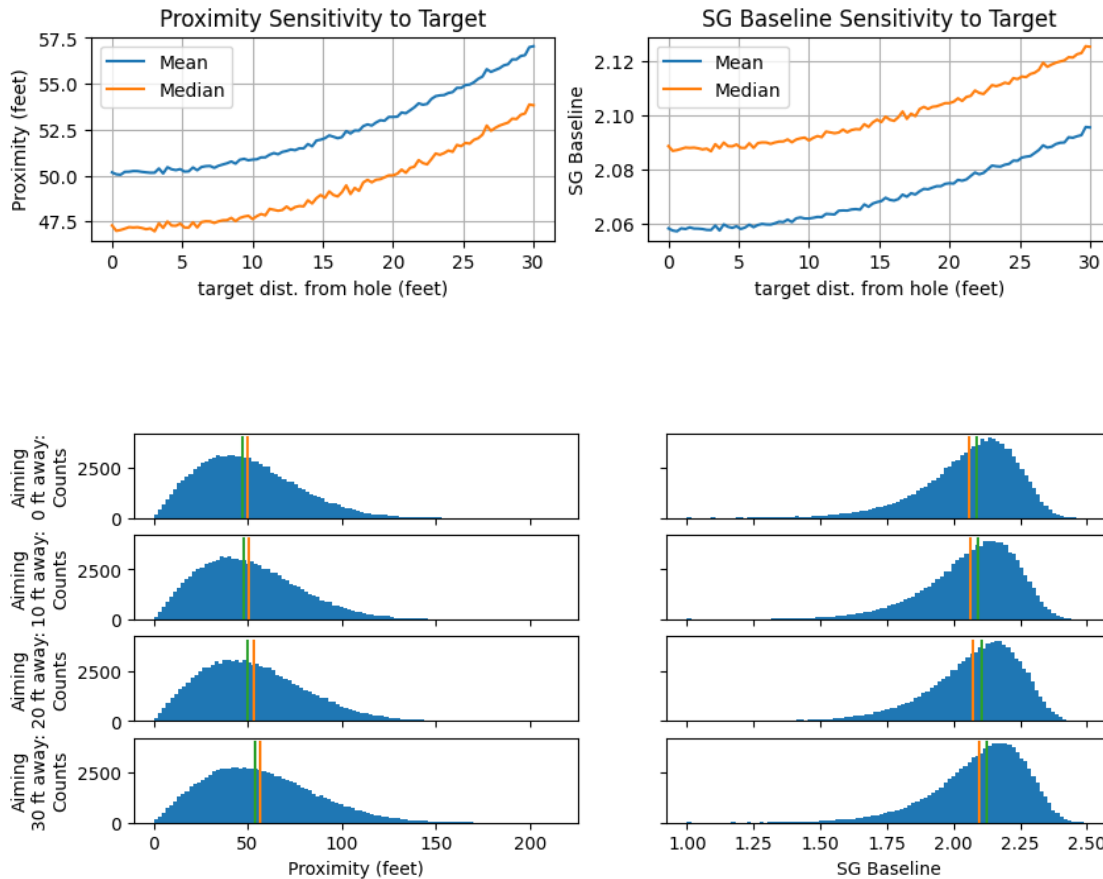 Proximity Sensitivity to Target
57.5
55.0
52.5
50.0
47.5
Proximity (feet)
Mean
Median
0 5 10 15 20 25 30
target dist. from hole (feet)
SG Baseline Sensitivity to Target
2.12
2.10
2.08
2.06
SG Baseline
Mean
Median
0 5 10 15 20 25 30
target dist. from hole (feet)
Aiming
0 ft away:
Counts
2500
0
Aiming
10 ft away:
Counts
2500
0
Aiming
20 ft away:
Counts
2500
0
Aiming
30 ft away:
Counts
2500
0
0 50 100 150 200
Proximity (feet)
1.00 1.25 1.50 1.75 2.00 2.25 2.50
SG Baseline